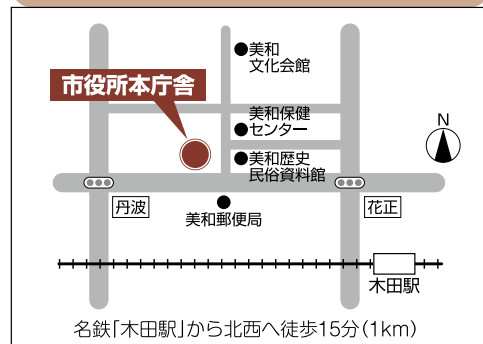 美和
文化会館
市役所本庁舎
美和保健
センター
N
美和歴史
民俗資料館
丹波
花正
美和郵便局
木田駅
名鉄「木田駅」から北西へ徒歩15分(1km)